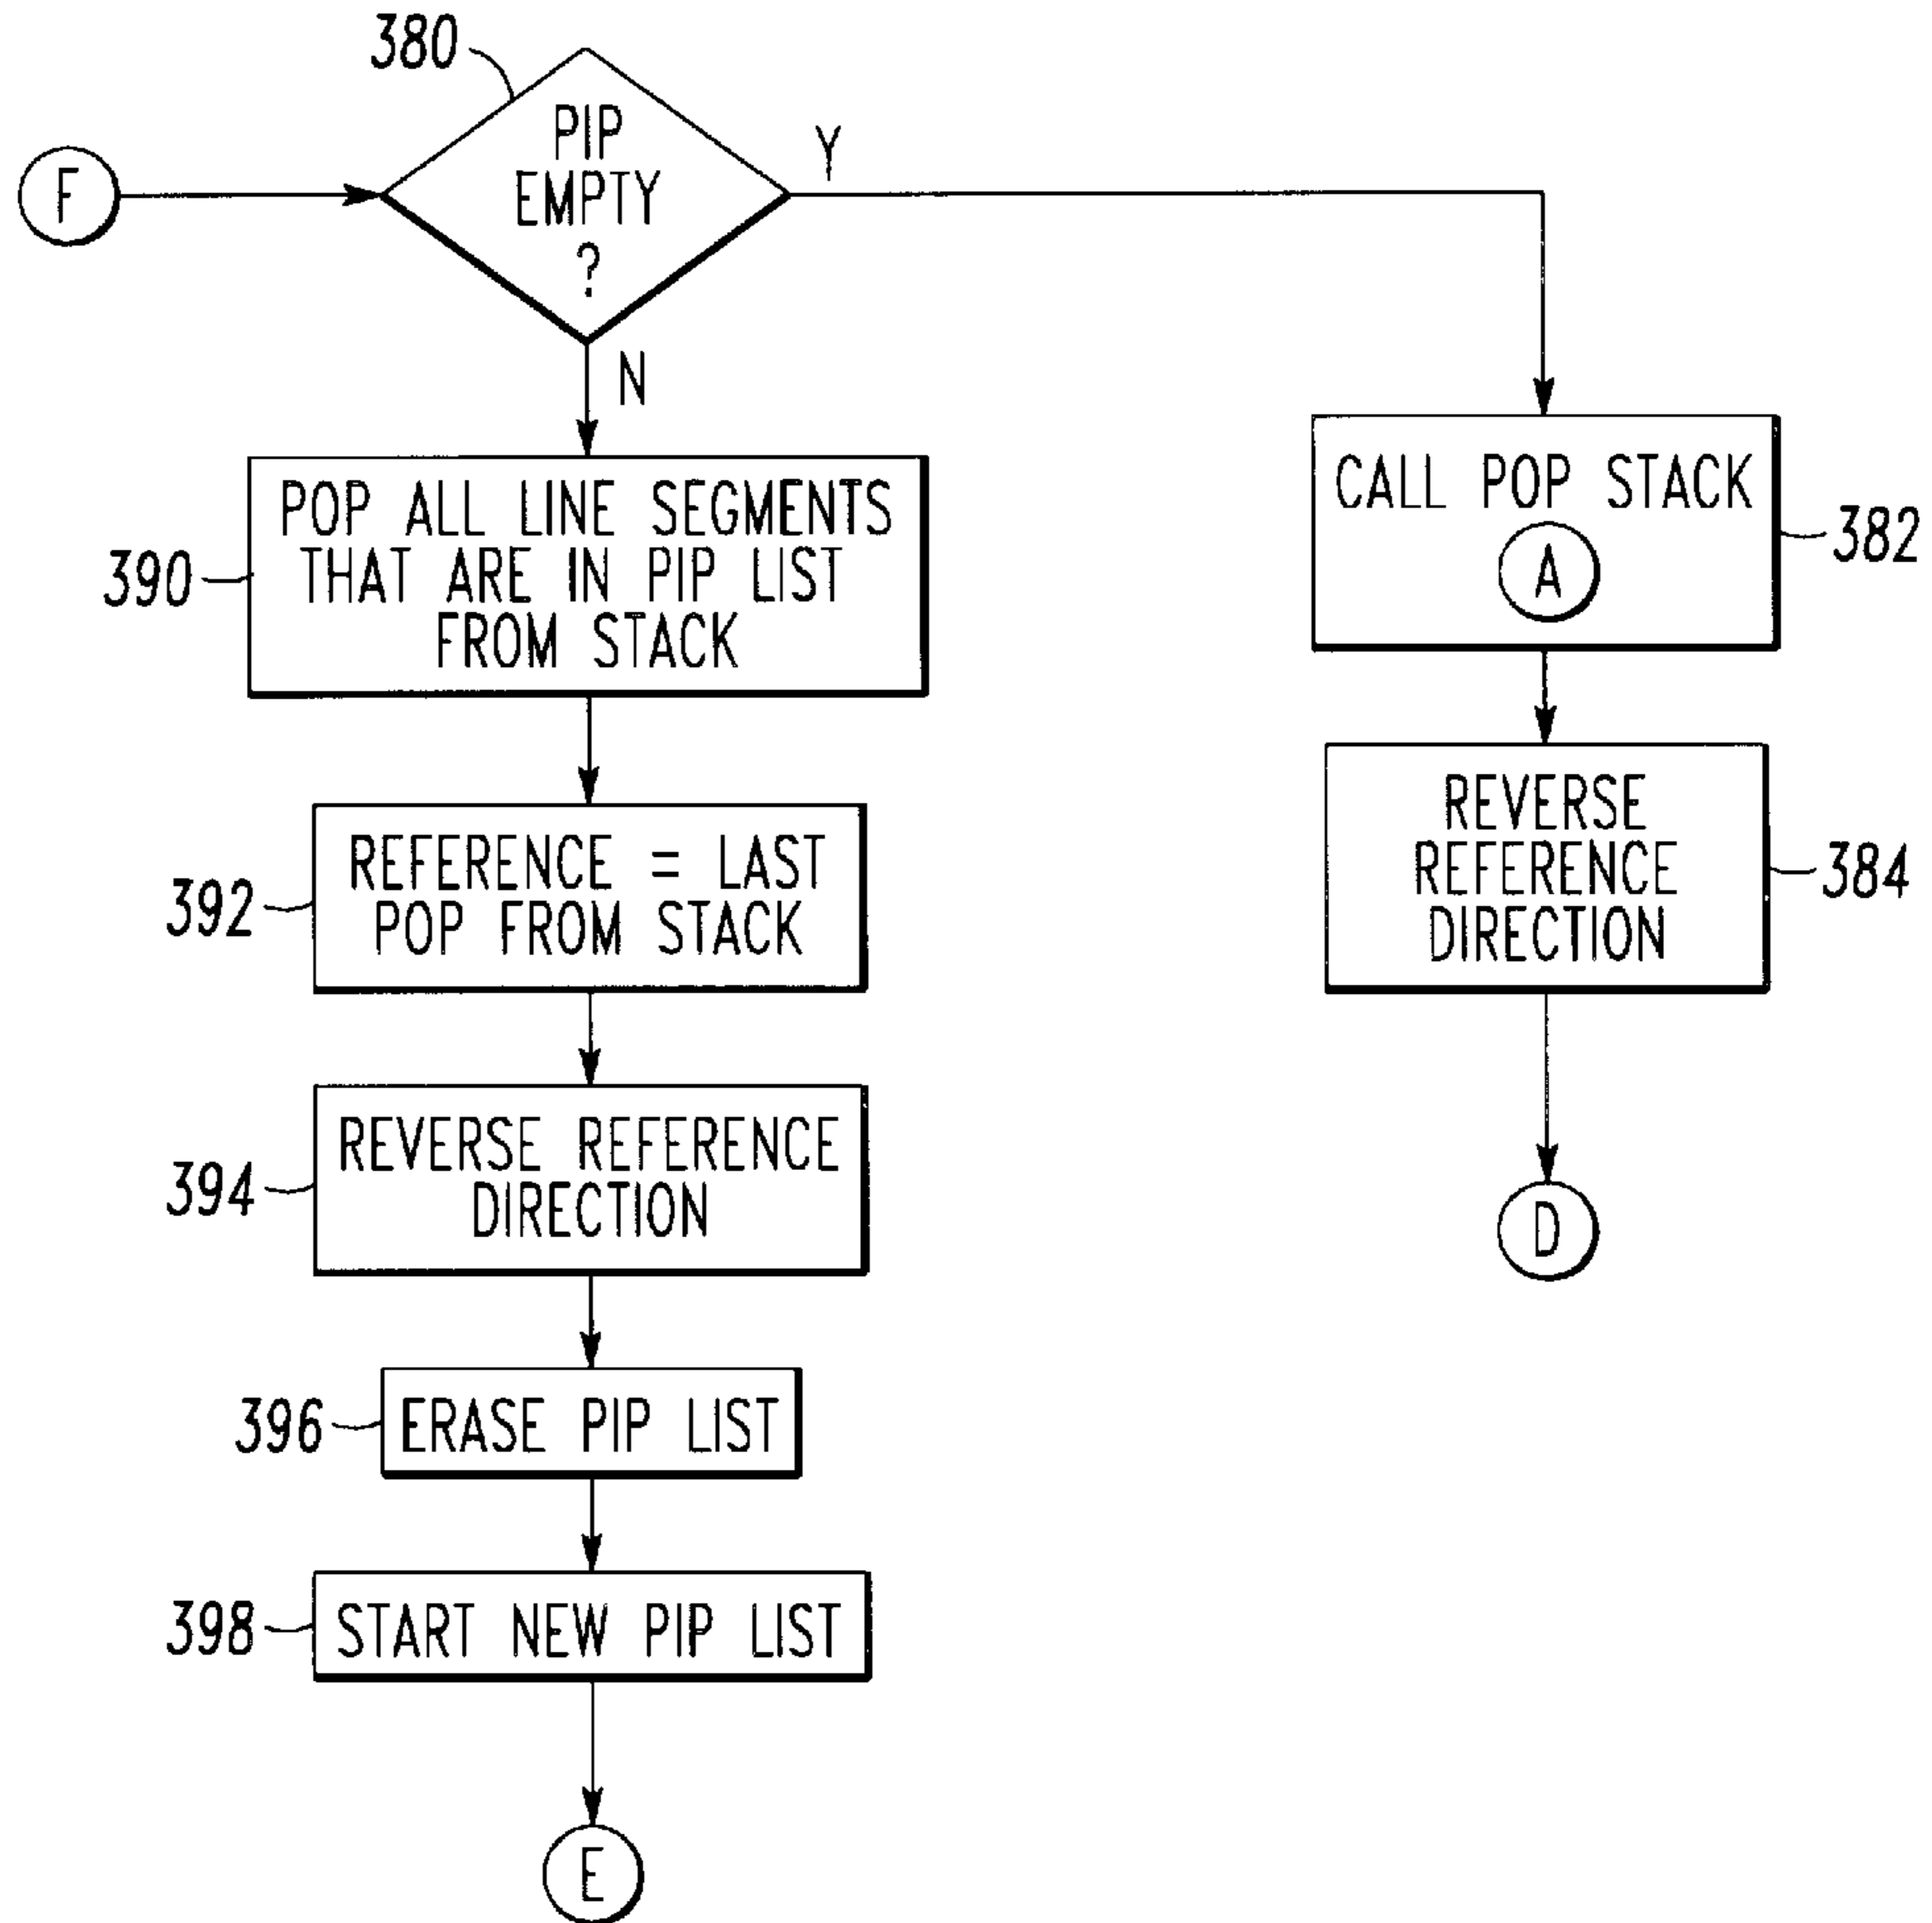 380
F
PIP
EMPTY
?
Y
N
POP ALL LINE SEGMENTS
THAT ARE IN PIP LIST
FROM STACK
390
CALL POP STACK
A
382
REFERENCE = LAST
POP FROM STACK
392
REVERSE
REFERENCE
DIRECTION
384
REVERSE REFERENCE
DIRECTION
394
D
396
ERASE PIP LIST
398
START NEW PIP LIST
E